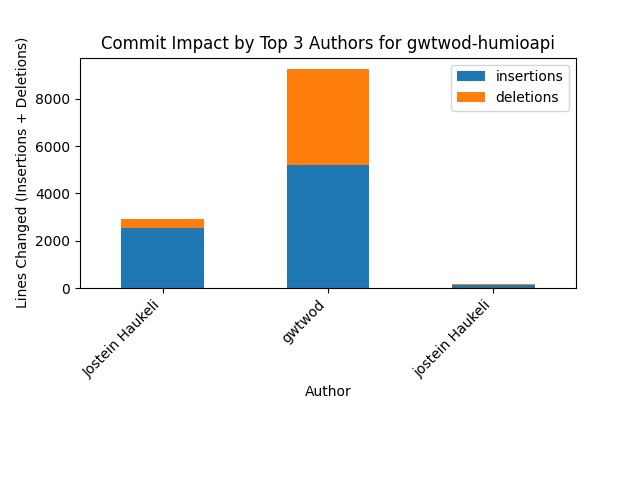 Commit Impact by Top 3 Authors for gwtwod-humioapi
Lines Changed (Insertions + Deletions)
8000
6000
4000
2000
0
insertions
deletions
Jostein Haukeli
gwtwod
jostein Haukeli
Author